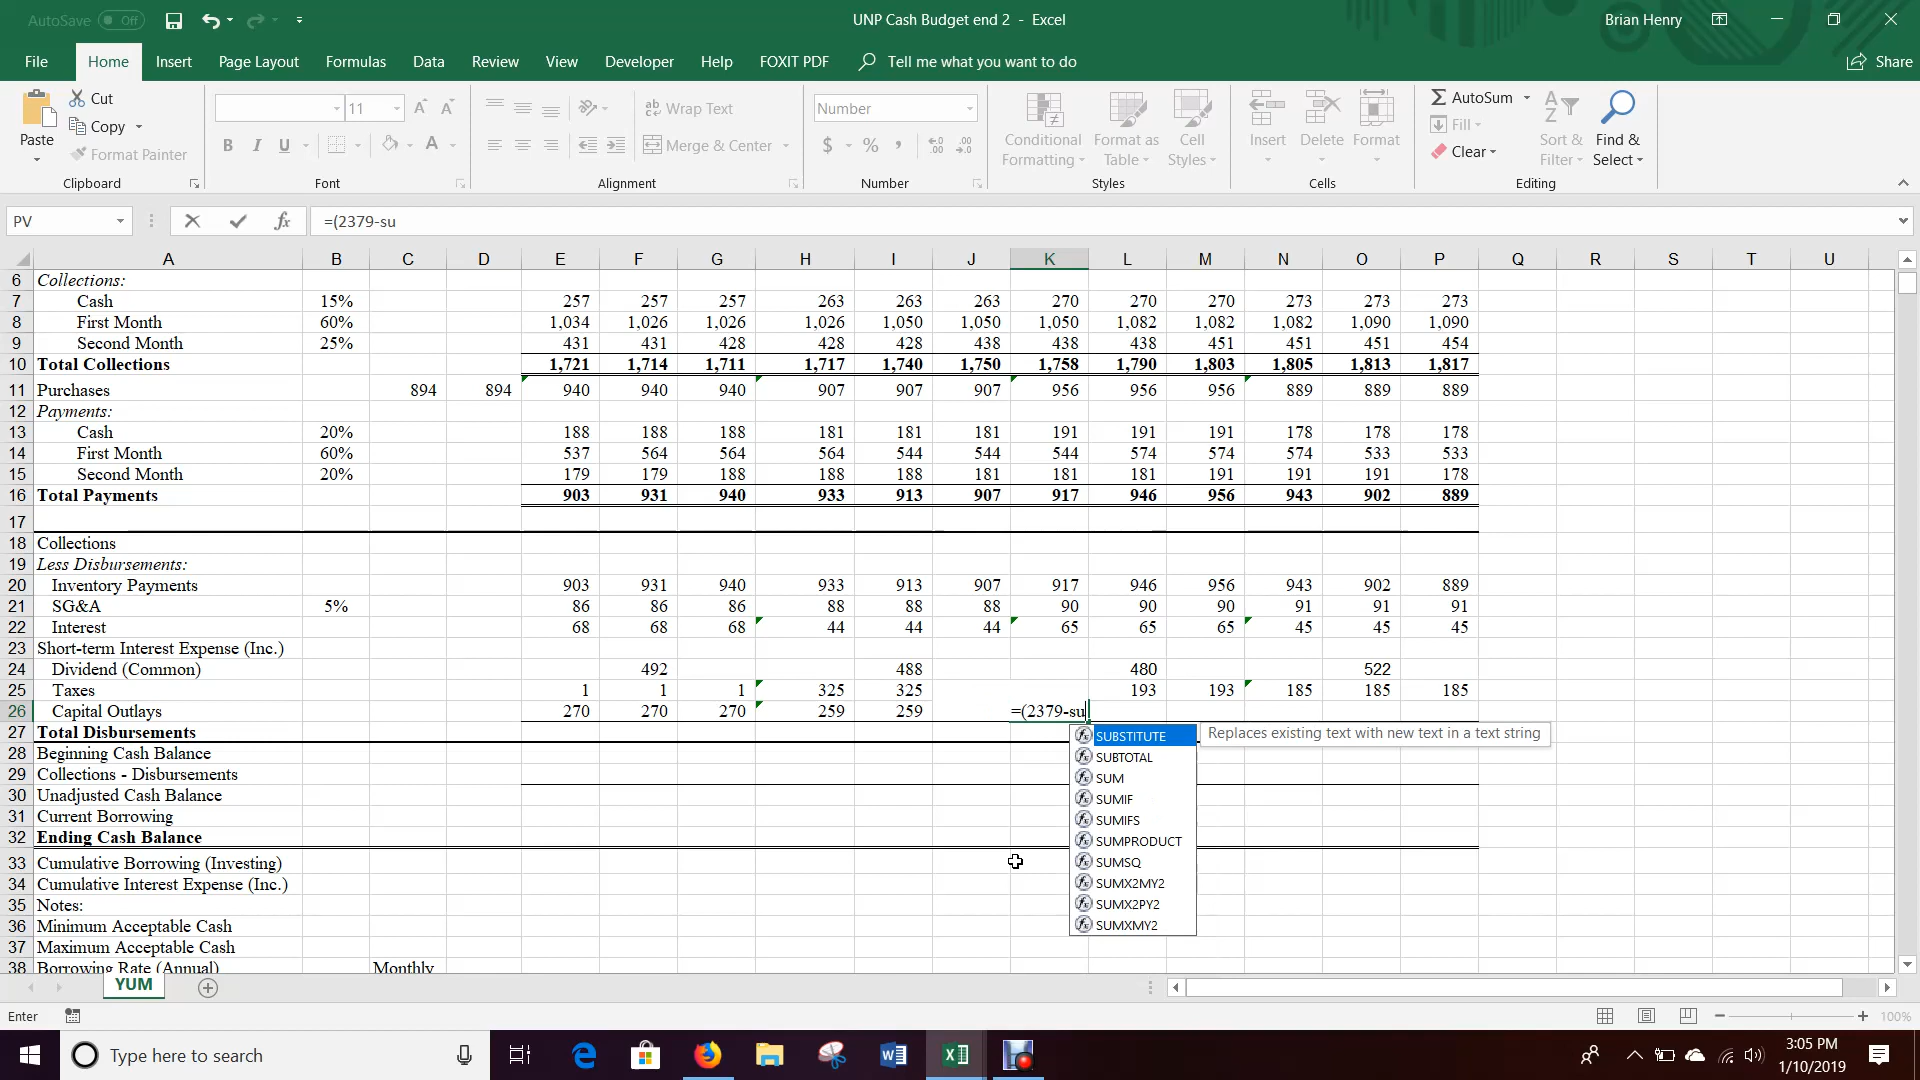 AutoSave Off UNP Cash Budget end 2 - Excel Brian Henry
File Home Insert Page Layout Formulas Data Review View Developer Help FOXIT PDF Tell me what you want to do Share
Paste Cut Copy Format Painter Clipboard
11 B I U A Font
ab Wrap Text Merge & Center Alignment
Number $ % , Number
Conditional Formatting Format as Table Cell Styles Styles
Insert Delete Format Cells
Σ AutoSum Fill Clear Sort & Filter Find & Select Editing
PV fx =(2379-su
A B C D E F G H I J K L M N O P Q R S T U
6 Collections:
7 Cash 15% 257 257 257 263 263 263 270 270 270 273 273 273
8 First Month 60% 1,034 1,026 1,026 1,026 1,050 1,050 1,050 1,082 1,082 1,082 1,090 1,090
9 Second Month 25% 431 431 428 428 428 438 438 438 451 451 451 454
10 Total Collections 1,721 1,714 1,711 1,717 1,740 1,750 1,758 1,790 1,803 1,805 1,813 1,817
11 Purchases 894 894 940 940 940 907 907 907 956 956 956 889 889 889
12 Payments:
13 Cash 20% 188 188 188 181 181 181 191 191 191 178 178 178
14 First Month 60% 537 564 564 564 544 544 544 574 574 574 533 533
15 Second Month 20% 179 179 188 188 188 181 181 181 191 191 191 178
16 Total Payments 903 931 940 933 913 907 917 946 956 943 902 889
17
18 Collections
19 Less Disbursements:
20 Inventory Payments 903 931 940 933 913 907 917 946 956 943 902 889
21 SG&A 5% 86 86 86 88 88 88 90 90 90 91 91 91
22 Interest 68 68 68 44 44 44 65 65 65 45 45 45
23 Short-term Interest Expense (Inc.)
24 Dividend (Common) 492 488 480 522
25 Taxes 1 1 1 325 325 193 193 185 185 185
26 Capital Outlays 270 270 270 259 259 =(2379-su
27 Total Disbursements
28 Beginning Cash Balance
29 Collections - Disbursements
30 Unadjusted Cash Balance
31 Current Borrowing
32 Ending Cash Balance
33 Cumulative Borrowing (Investing)
34 Cumulative Interest Expense (Inc.)
35 Notes:
36 Minimum Acceptable Cash
37 Maximum Acceptable Cash
38 Borrowing Rate (Annual) Monthly
SUBSTITUTE Replaces existing text with new text in a text string
SUBTOTAL
SUM
SUMIF
SUMIFS
SUMPRODUCT
SUMSQ
SUMX2MY2
SUMX2PY2
SUMXMY2
YUM
Enter 100%
Type here to search 3:05 PM
1/10/2019